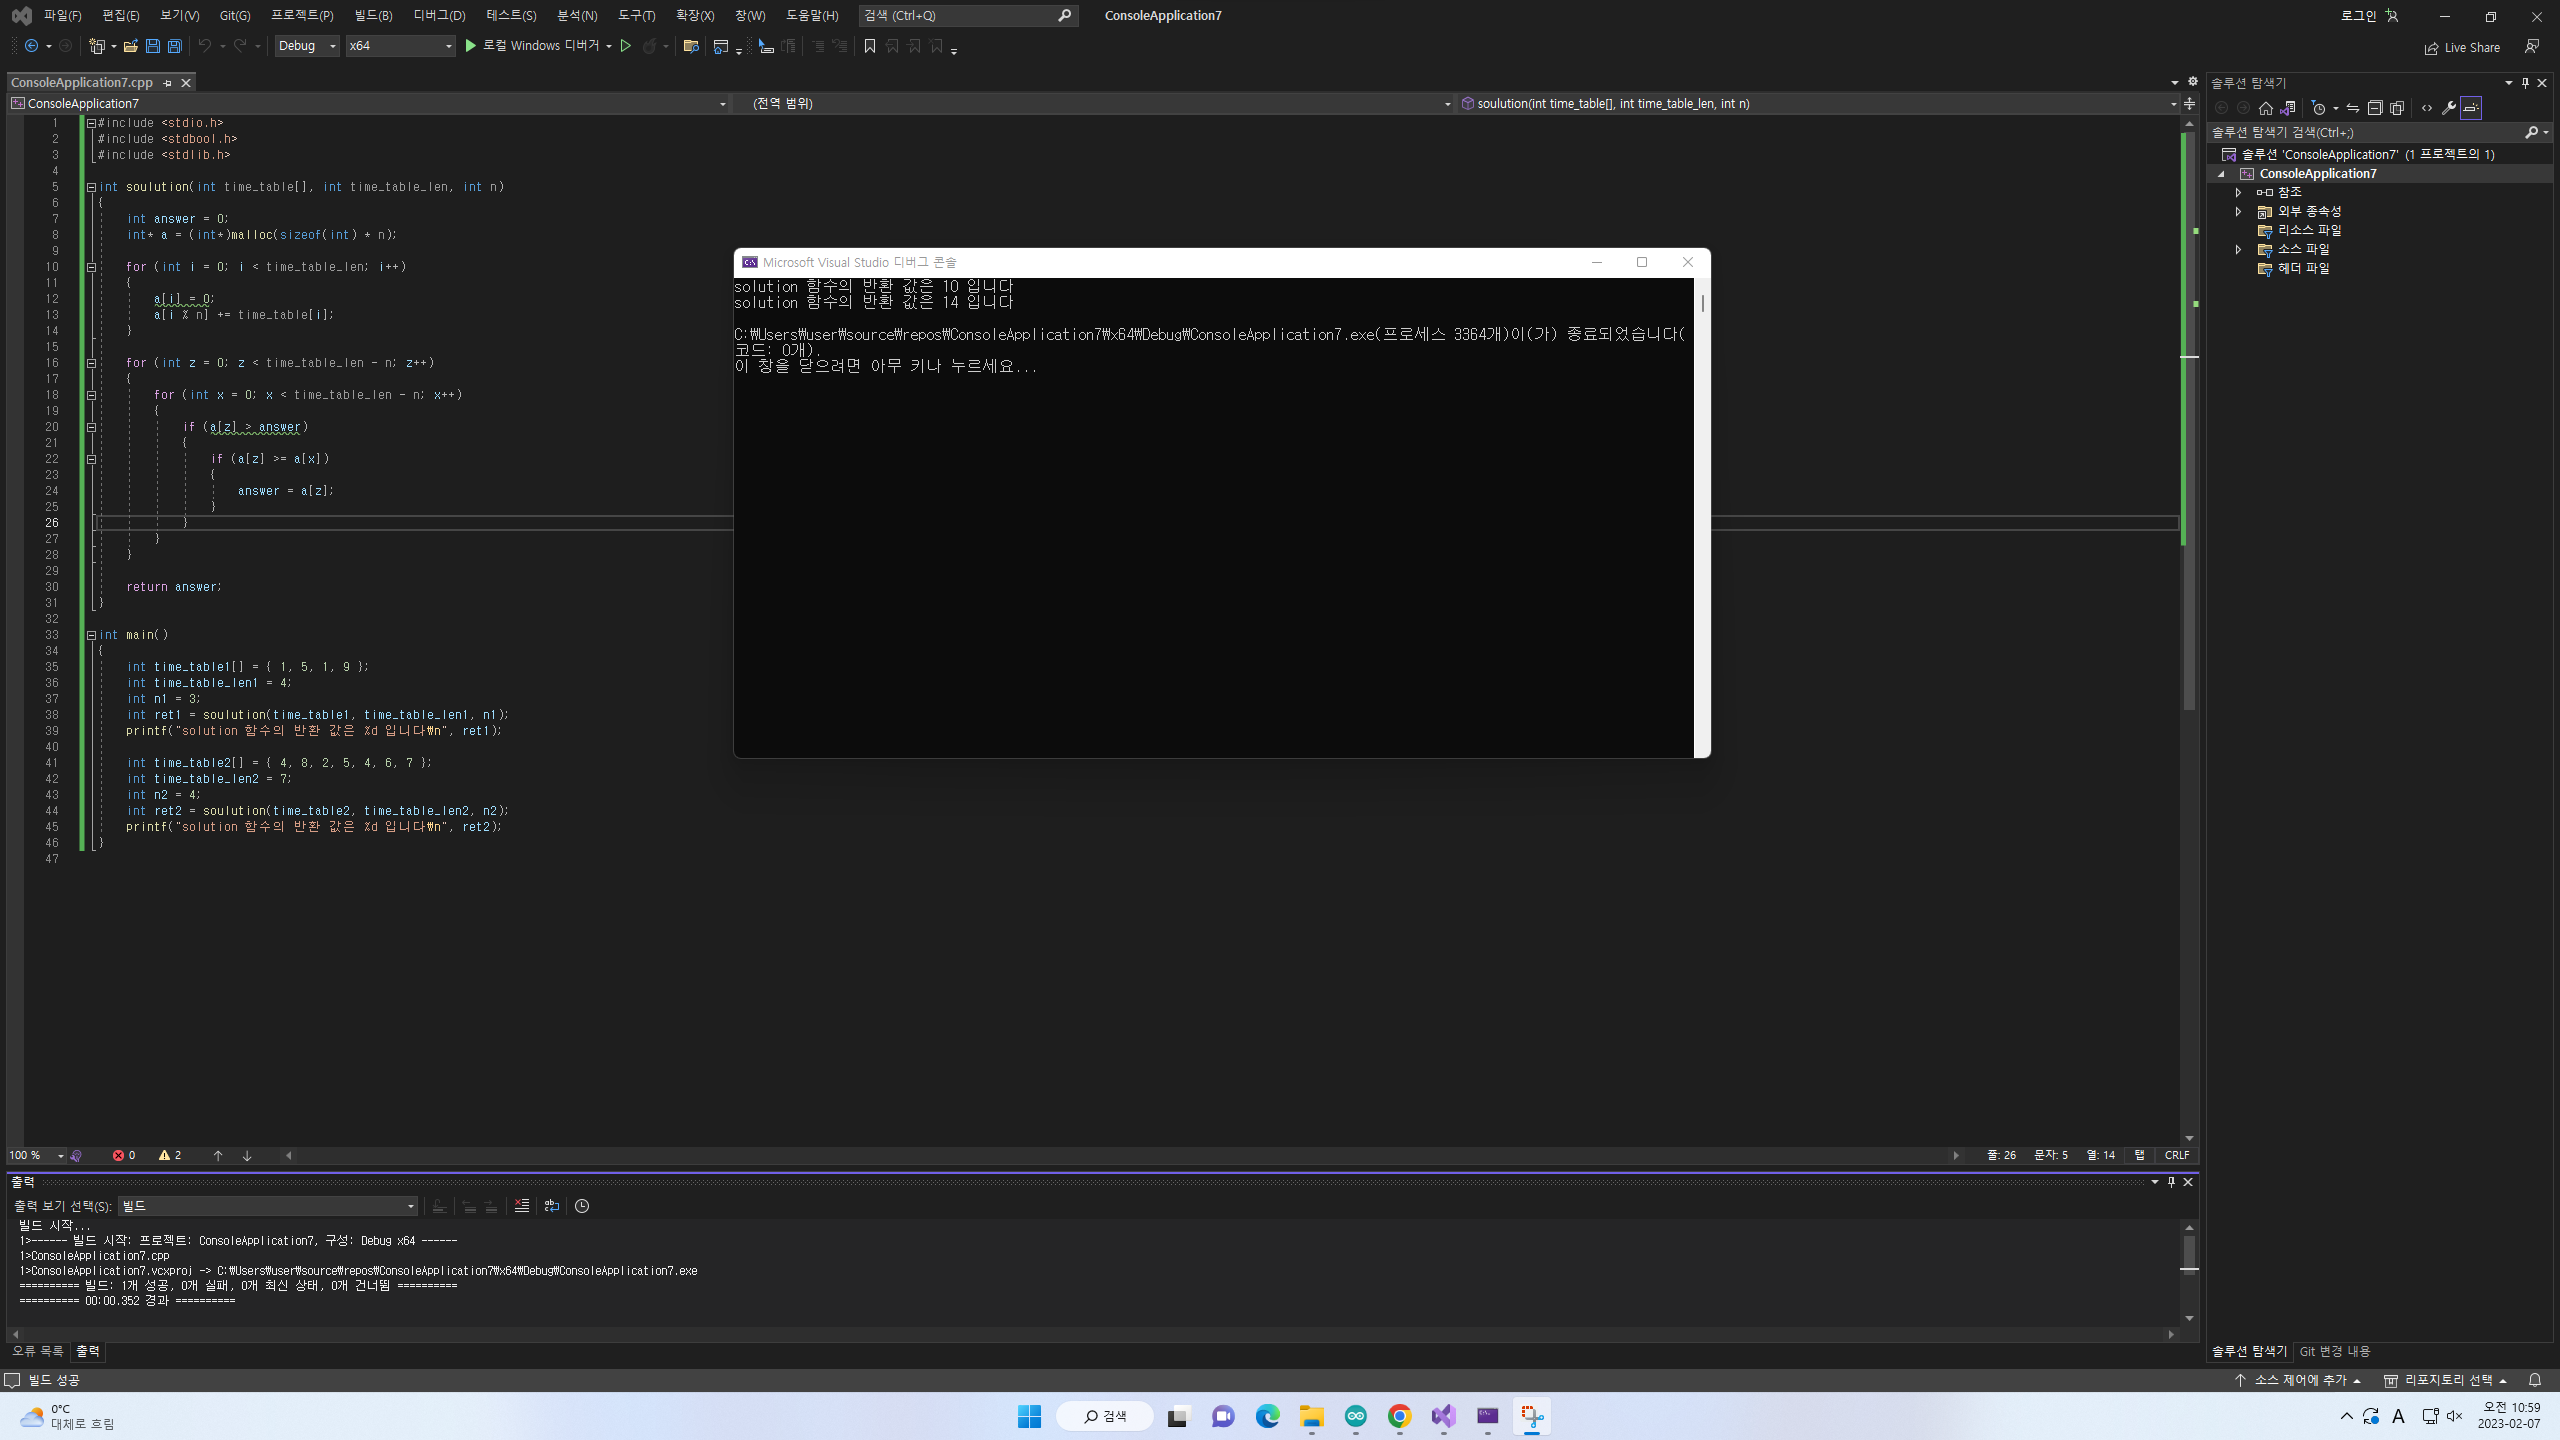 파일(F) 편집(E) 보기(V) Git(G) 프로젝트(P) 빌드(B) 디버그(D) 테스트(S) 분석(N) 도구(T) 확장(X) 창(W) 도움말(H) 검색 (Ctrl+Q) ConsoleApplication7 로그인
Debug x64 로컬 Windows 디버거 Live Share
ConsoleApplication7.cpp
ConsoleApplication7 (전역 범위) soulution(int time_table[], int time_table_len, int n)
1 #include <stdio.h>
2 #include <stdbool.h>
3 #include <stdlib.h>
4
5 int soulution(int time_table[], int time_table_len, int n)
6 {
7 int answer = 0;
8 int* a = (int*)malloc(sizeof(int) * n);
9
10 for (int i = 0; i < time_table_len; i++)
11 {
12 a[i] = 0;
13 a[i % n] += time_table[i];
14 }
15
16 for (int z = 0; z < time_table_len - n; z++)
17 {
18 for (int x = 0; x < time_table_len - n; x++)
19 {
20 if (a[z] > answer)
21 {
22 if (a[z] >= a[x])
23 {
24 answer = a[z];
25 }
26 }
27 }
28 }
29
30 return answer;
31 }
32
33 int main()
34 {
35 int time_table1[] = { 1, 5, 1, 9 };
36 int time_table_len1 = 4;
37 int n1 = 3;
38 int ret1 = soulution(time_table1, time_table_len1, n1);
39 printf("solution 함수의 반환 값은 %d 입니다₩n", ret1);
40
41 int time_table2[] = { 4, 8, 2, 5, 4, 6, 7 };
42 int time_table_len2 = 7;
43 int n2 = 4;
44 int ret2 = soulution(time_table2, time_table_len2, n2);
45 printf("solution 함수의 반환 값은 %d 입니다₩n", ret2);
46 }
47
Microsoft Visual Studio 디버그 콘솔
solution 함수의 반환 값은 10 입니다
solution 함수의 반환 값은 14 입니다
C:₩Users₩user₩source₩repos₩ConsoleApplication7₩x64₩Debug₩ConsoleApplication7.exe(프로세스 3364개)이(가) 종료되었습니다(
코드: 0개).
이 창을 닫으려면 아무 키나 누르세요...
솔루션 탐색기
솔루션 탐색기 검색(Ctrl+;)
솔루션 'ConsoleApplication7' (1 프로젝트의 1)
ConsoleApplication7
참조
외부 종속성
리소스 파일
소스 파일
헤더 파일
100 % 0 2 줄: 26 문자: 5 열: 14 탭 CRLF
출력
출력 보기 선택(S): 빌드
빌드 시작...
1>------ 빌드 시작: 프로젝트: ConsoleApplication7, 구성: Debug x64 ------
1>ConsoleApplication7.cpp
1>ConsoleApplication7.vcxproj -> C:₩Users₩user₩source₩repos₩ConsoleApplication7₩x64₩Debug₩ConsoleApplication7.exe
========== 빌드: 1개 성공, 0개 실패, 0개 최신 상태, 0개 건너뜀 ==========
========== 00:00.352 경과 ==========
오류 목록 출력
솔루션 탐색기 Git 변경 내용
빌드 성공 소스 제어에 추가 리포지토리 선택
0°C
대체로 흐림
검색
A
오전 10:59
2023-02-07